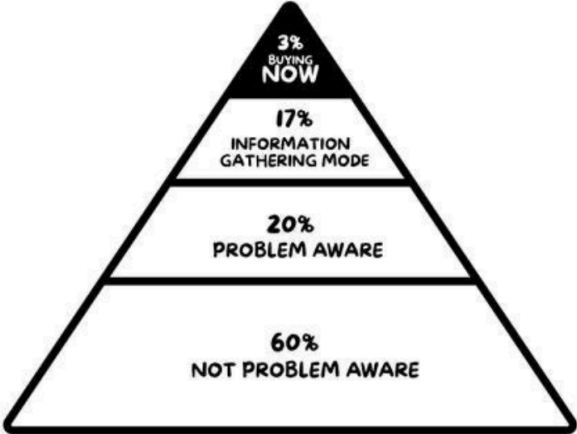 3%
BUYING
NOW
17%
INFORMATION
GATHERING MODE
20%
PROBLEM AWARE
60%
NOT PROBLEM AWARE